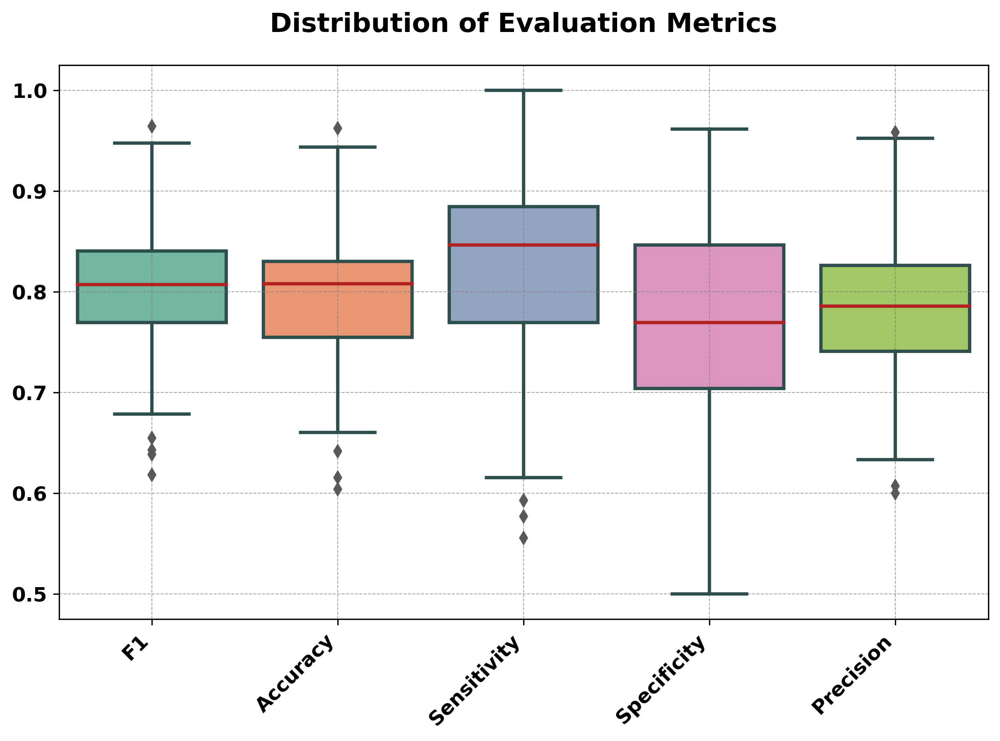 Distribution of Evaluation Metrics
1.0
0.9
0.8
0.7
0.6
0.5
F1
Accuracy
Sensitivity
Specificity
Precision